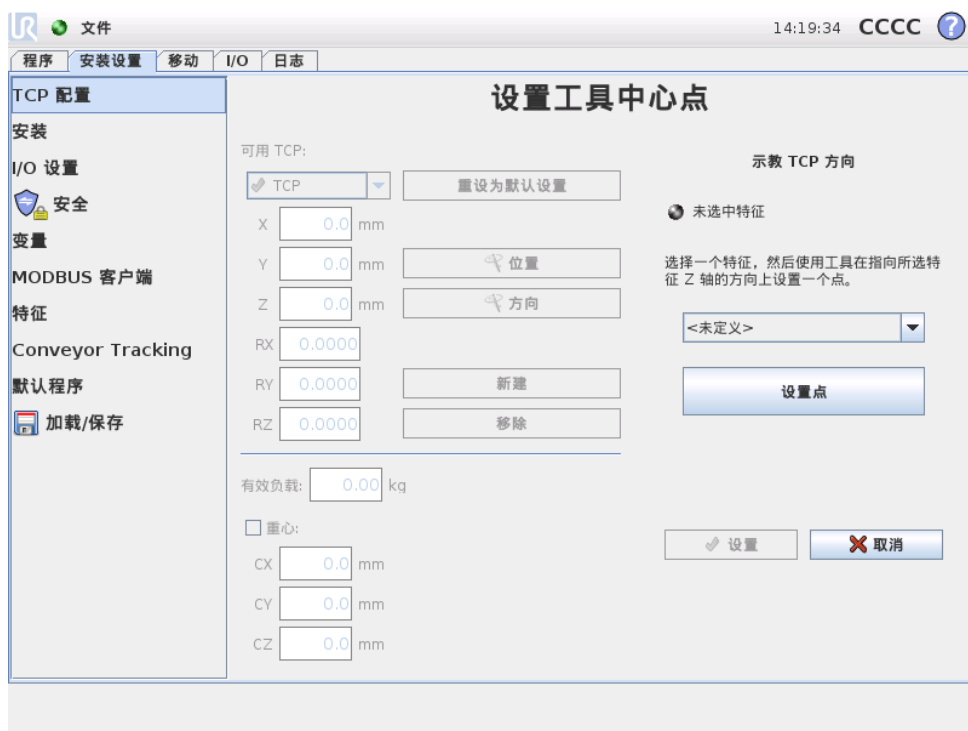 UR 文件 14:19:34 CCCC ?
程序 安装设置 移动 I/O 日志
TCP 配置
安装
I/O 设置
安全
变量
MODBUS 客户端
特征
Conveyor Tracking
默认程序
加载/保存
设置工具中心点
可用 TCP:
TCP 重设为默认设置
X 0.0 mm
Y 0.0 mm 位置
Z 0.0 mm 方向
RX 0.0000
RY 0.0000 新建
RZ 0.0000 移除
有效负载: 0.00 kg
重心:
CX 0.0 mm
CY 0.0 mm
CZ 0.0 mm
示教 TCP 方向
未选中特征
选择一个特征，然后使用工具在指向所选特
征 Z 轴的方向上设置一个点。
<未定义>
设置点
设置 取消